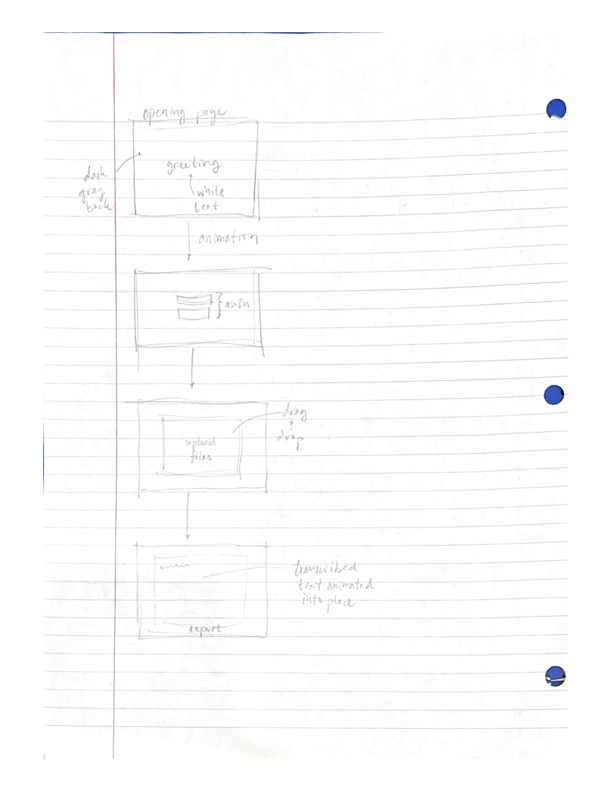 opening page
dark
gray
back
greeting
white
text
animation
auth
upload
files
drag
drop
transcribed
text animated
into place
export